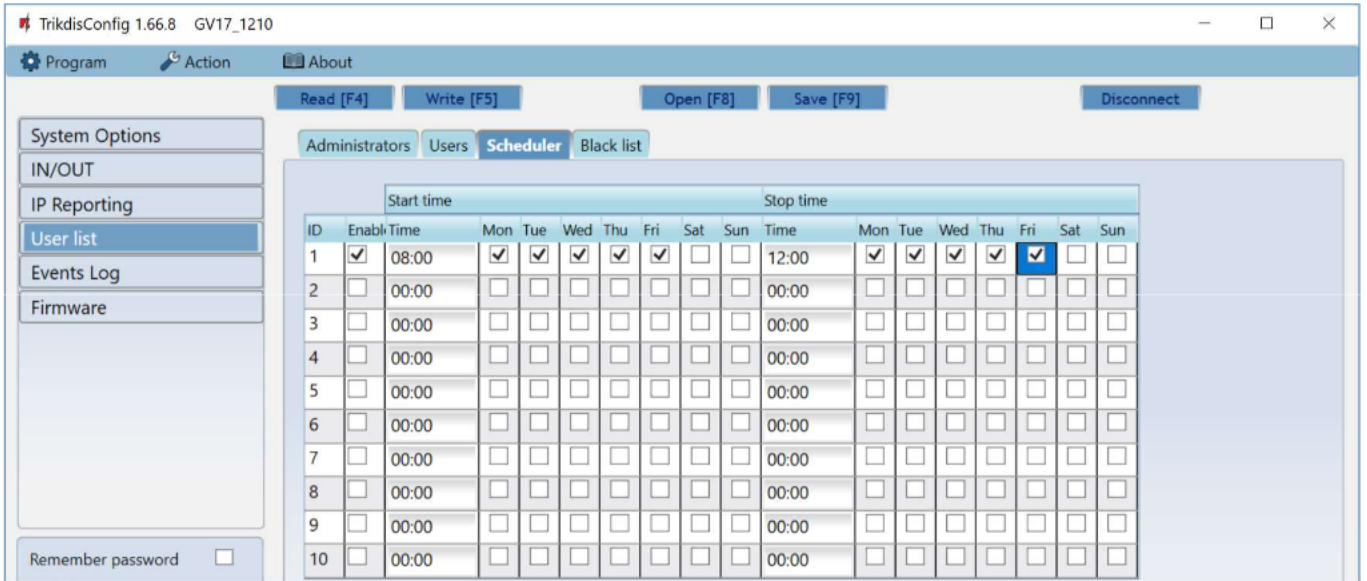 TrikdisConfig 1.66.8 GV17_1210
Program Action About
Read [F4] Write [F5] Open [F8] Save [F9] Disconnect
System Options
IN/OUT
IP Reporting
User list
Events Log
Firmware
Remember password
Administrators Users Scheduler Black list
Start time Stop time
ID Enabl Time Mon Tue Wed Thu Fri Sat Sun Time Mon Tue Wed Thu Fri Sat Sun
1 08:00 12:00
2 00:00 00:00
3 00:00 00:00
4 00:00 00:00
5 00:00 00:00
6 00:00 00:00
7 00:00 00:00
8 00:00 00:00
9 00:00 00:00
10 00:00 00:00